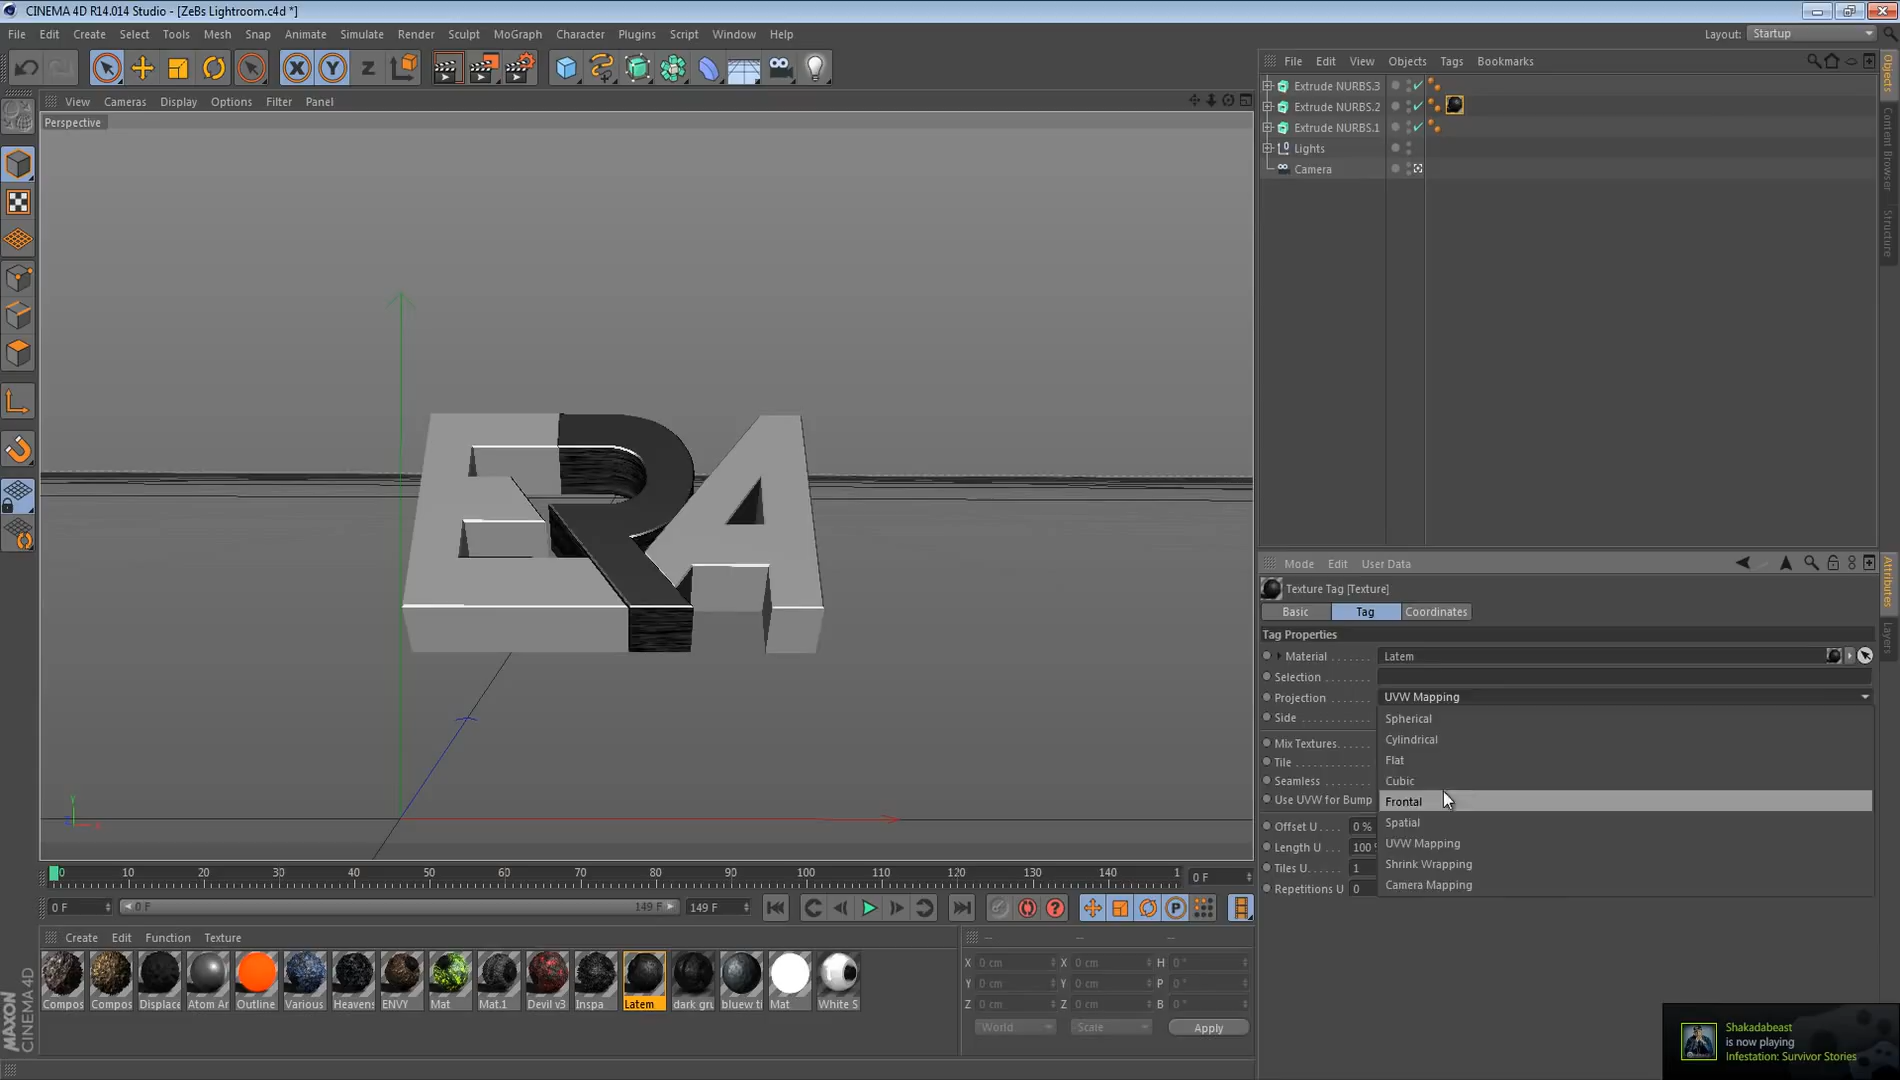 CINEMA 4D R14.014 Studio - [ZeBs Lightroom.c4d *]
File Edit Create Select Tools Mesh Snap Animate Simulate Render Sculpt MoGraph Character Plugins Script Window Help
Layout: Startup
View Cameras Display Options Filter Panel
Perspective
File Edit View Objects Tags Bookmarks
Extrude NURBS.3
Extrude NURBS.2
Extrude NURBS.1
Lights
Camera
Objects
Content Browser
Structure
ERA
Mode Edit User Data
Texture Tag [Texture]
Basic Tag Coordinates
Tag Properties
Material Latem
Selection
Projection UVW Mapping
Side
Mix Textures
Tile
Seamless
Use UVW for Bump
Offset U 0 %
Length U 100
Tiles U 1
Repetitions U 0
Spherical
Cylindrical
Flat
Cubic
Frontal
Spatial
UVW Mapping
Shrink Wrapping
Camera Mapping
Attributes
Layers
Y
X
Z
0 10 20 30 40 50 60 70 80 90 100 110 120 130 140 1
0 F
0 F 0 F 149 F 149 F
Create Edit Function Texture
Compos Compos Displace Atom Ar Outline Various Heavens ENVY Mat Mat.1 Devil v3 Inspa Latem dark gru bluew ti Mat White S
-- -- --
X 0 cm X 0 cm H 0 °
Y 0 cm Y 0 cm P 0 °
Z 0 cm Z 0 cm B 0 °
World Scale Apply
MAXON
CINEMA 4D
Shakadabeast
is now playing
Infestation: Survivor Stories